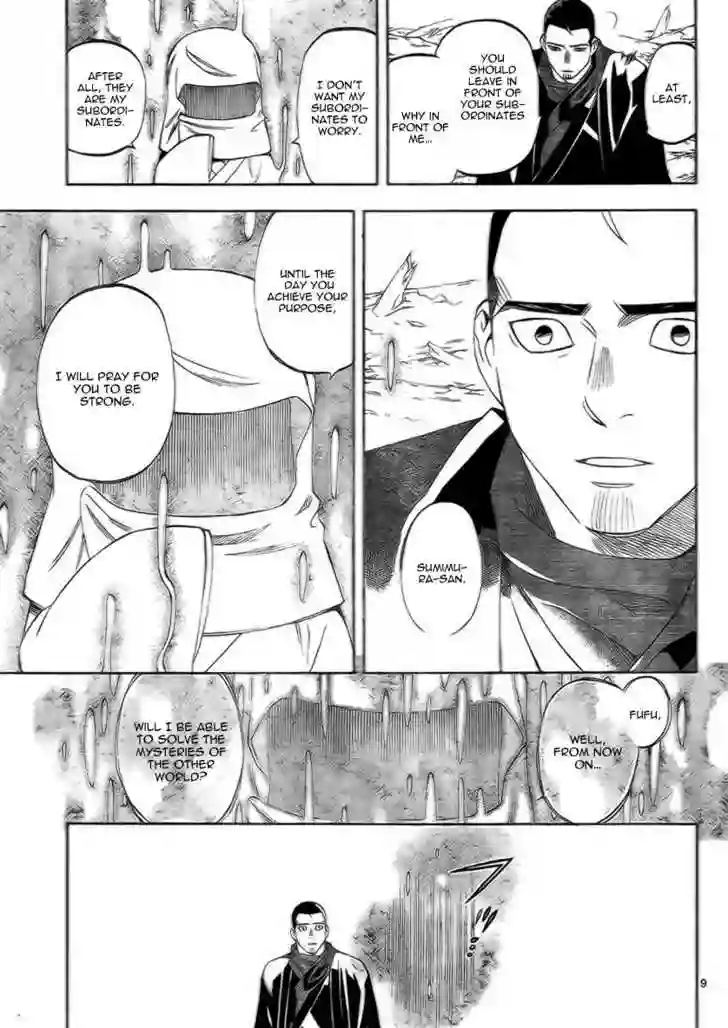 AT
LEAST,
YOU
SHOULD
LEAVE IN
FRONT OF
YOUR SUB-
ORDINATES
WHY IN
FRONT OF
ME...
I DON'T
WANT MY
SUBORDI-
NATES TO
WORRY.
AFTER
ALL, THEY
ARE MY
SUBORDI-
NATES.
SUMIMU-
RA-SAN,
UNTIL THE
DAY YOU
ACHIEVE YOUR
PURPOSE,
I WILL PRAY FOR
YOU TO BE
STRONG.
FUFU,
WELL,
FROM NOW
ON...
WILL I BE ABLE
TO SOLVE THE
MYSTERIES OF
THE OTHER
WORLD?
9